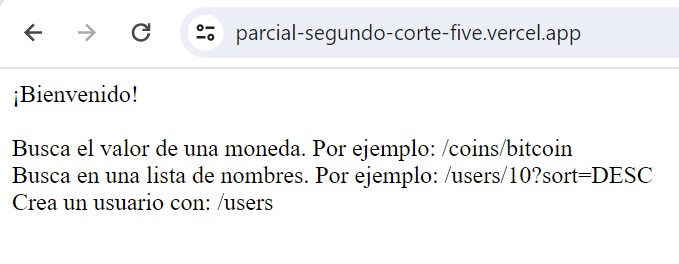 parcial-segundo-corte-five.vercel.app
¡Bienvenido!
Busca el valor de una moneda. Por ejemplo: /coins/bitcoin
Busca en una lista de nombres. Por ejemplo: /users/10?sort=DESC
Crea un usuario con: /users